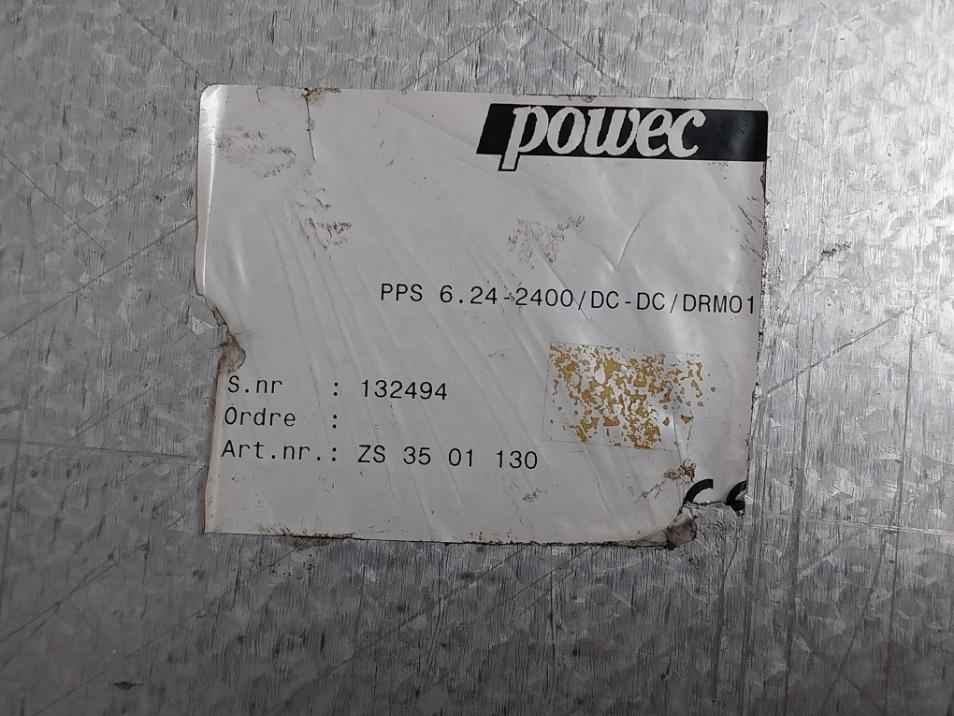 powec
PPS 6.24-2400/DC-DC/DRM01
S.nr : 132494
Ordre :
Art.nr.: ZS 35 01 130